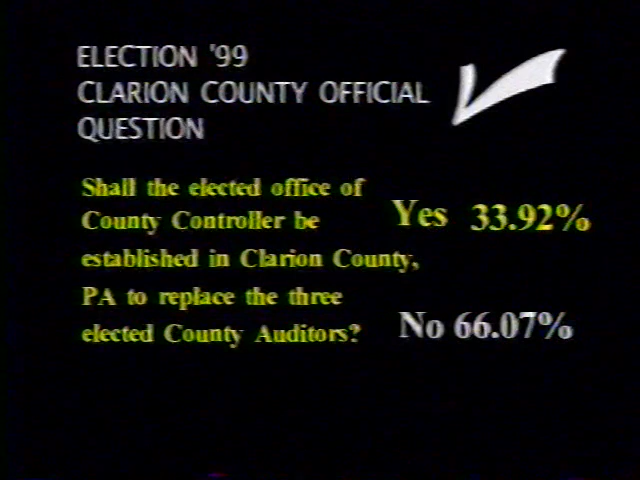 ELECTION '99
CLARION COUNTY OFFICIAL
QUESTION
Shall the elected office of
County Controller be
established in Clarion County,
PA to replace the three
elected County Auditors?
Yes 33.92%
No 66.07%